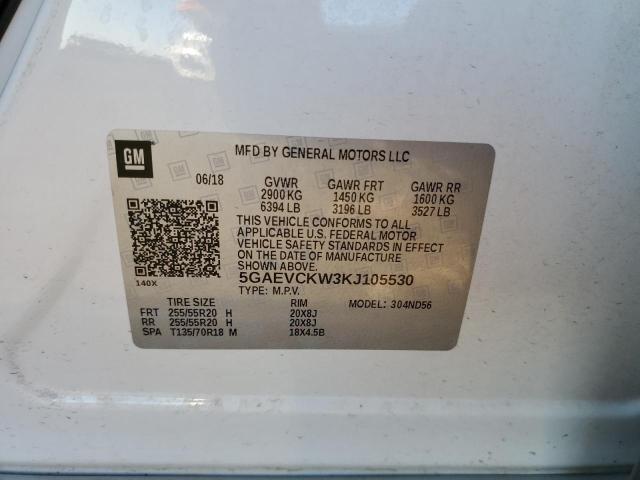 GM
MFD BY GENERAL MOTORS LLC
06/18 GVWR GAWR FRT GAWR RR
2900 KG 1450 KG 1600 KG
6394 LB 3196 LB 3527 LB
THIS VEHICLE CONFORMS TO ALL
APPLICABLE U.S. FEDERAL MOTOR
VEHICLE SAFETY STANDARDS IN EFFECT
ON THE DATE OF MANUFACTURE
SHOWN ABOVE.
140X 5GAEVCKW3KJ105530
TYPE: M.P.V. MODEL: 304ND56
TIRE SIZE RIM
FRT 255/55R20 H 20X8J
RR 255/55R20 H 20X8J
SPA T135/70R18 M 18X4.5B